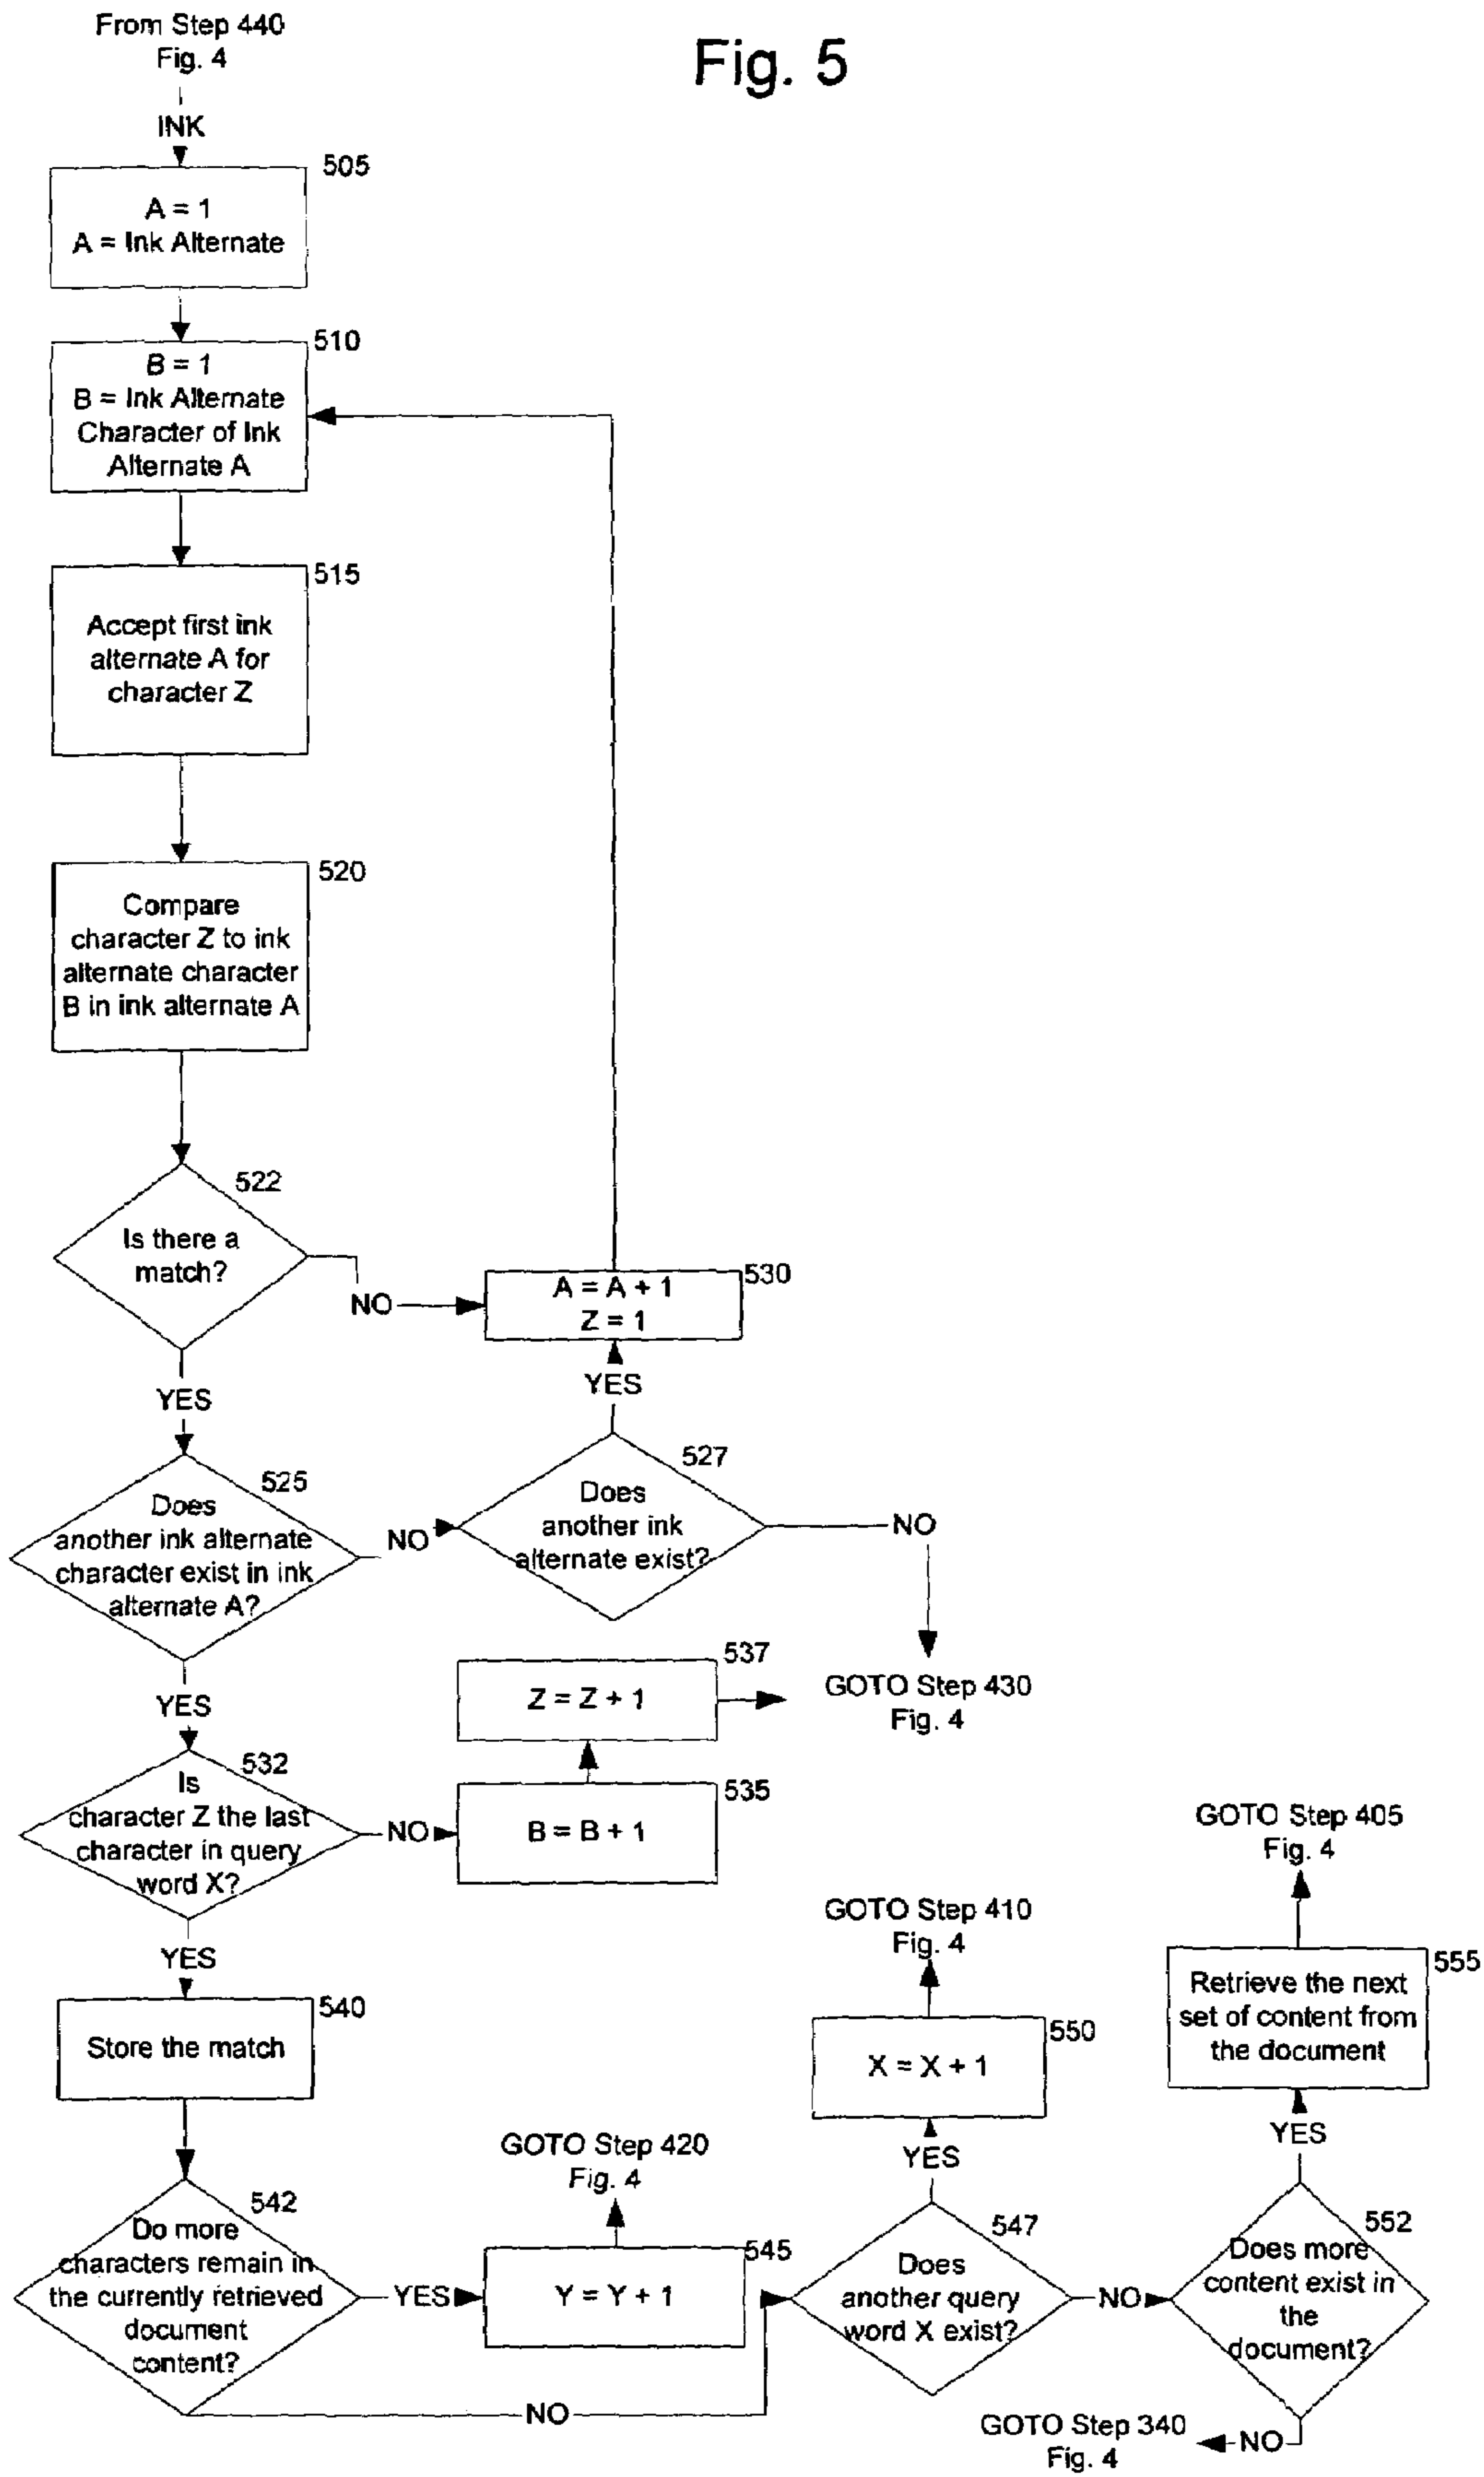 From Step 440
Fig. 4
Fig. 5
INK
505
A = 1
A = Ink Alternate
510
B = 1
B = Ink Alternate
Character of Ink
Alternate A
515
Accept first ink
alternate A for
character Z
520
Compare
character Z to ink
alternate character
B in ink alternate A
522
Is there a
match?
NO
530
A = A + 1
Z = 1
YES
YES
525
Does
another ink alternate
character exist in ink
alternate A?
NO
527
Does
another ink
alternate exist?
NO
537
Z = Z + 1
GOTO Step 430
Fig. 4
YES
532
Is
character Z the last
character in query
word X?
NO
535
B = B + 1
GOTO Step 405
Fig. 4
GOTO Step 410
Fig. 4
YES
540
Store the match
550
X = X + 1
555
Retrieve the next
set of content from
the document
GOTO Step 420
Fig. 4
YES
YES
542
Do more
characters remain in
the currently retrieved
document
content?
YES
545
Y = Y + 1
547
Does
another query
word X exist?
NO
552
Does more
content exist in
the
document?
NO
GOTO Step 340
Fig. 4
NO